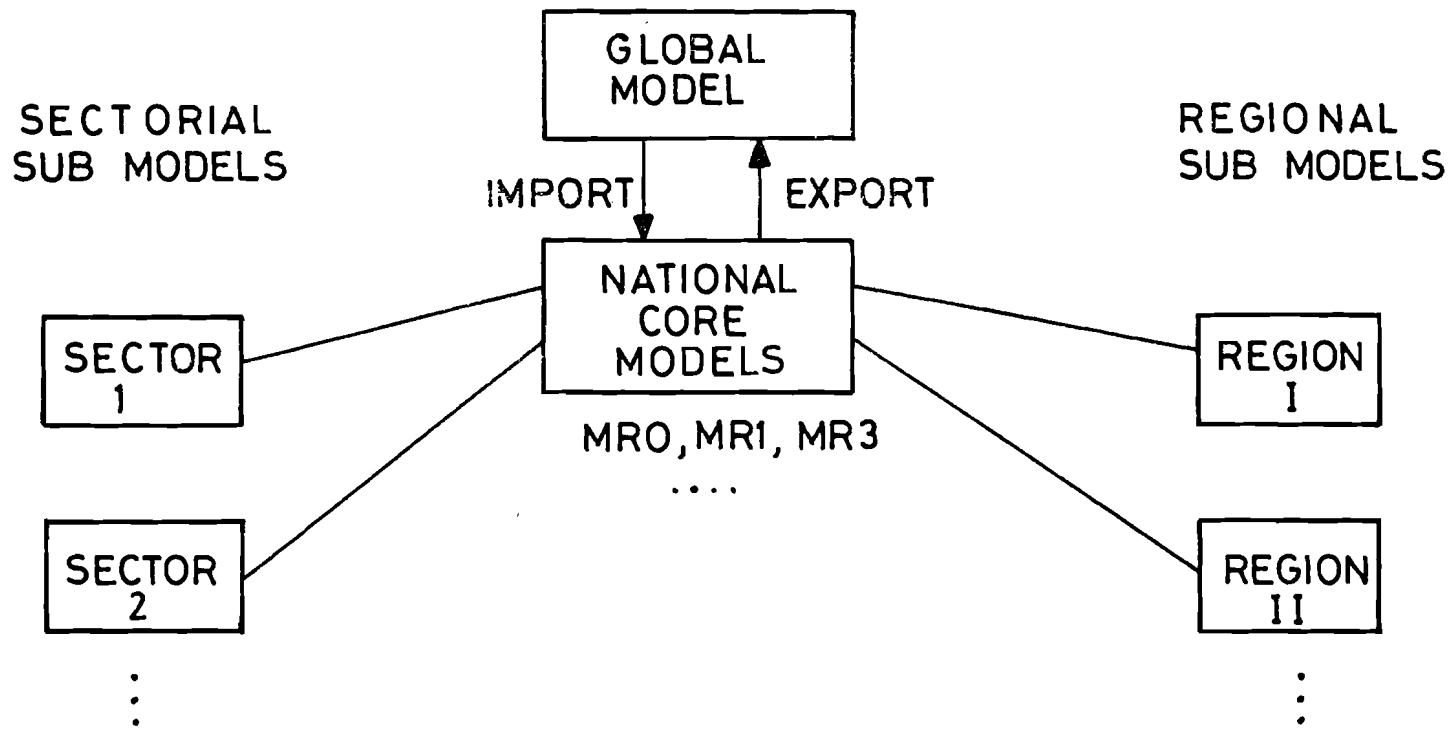 GLOBAL
MODEL
SECTORIAL
SUB MODELS
REGIONAL
SUB MODELS
IMPORT
EXPORT
NATIONAL
CORE
MODELS
SECTOR
1
REGION
I
MR0, MR1, MR3
....
SECTOR
2
REGION
II